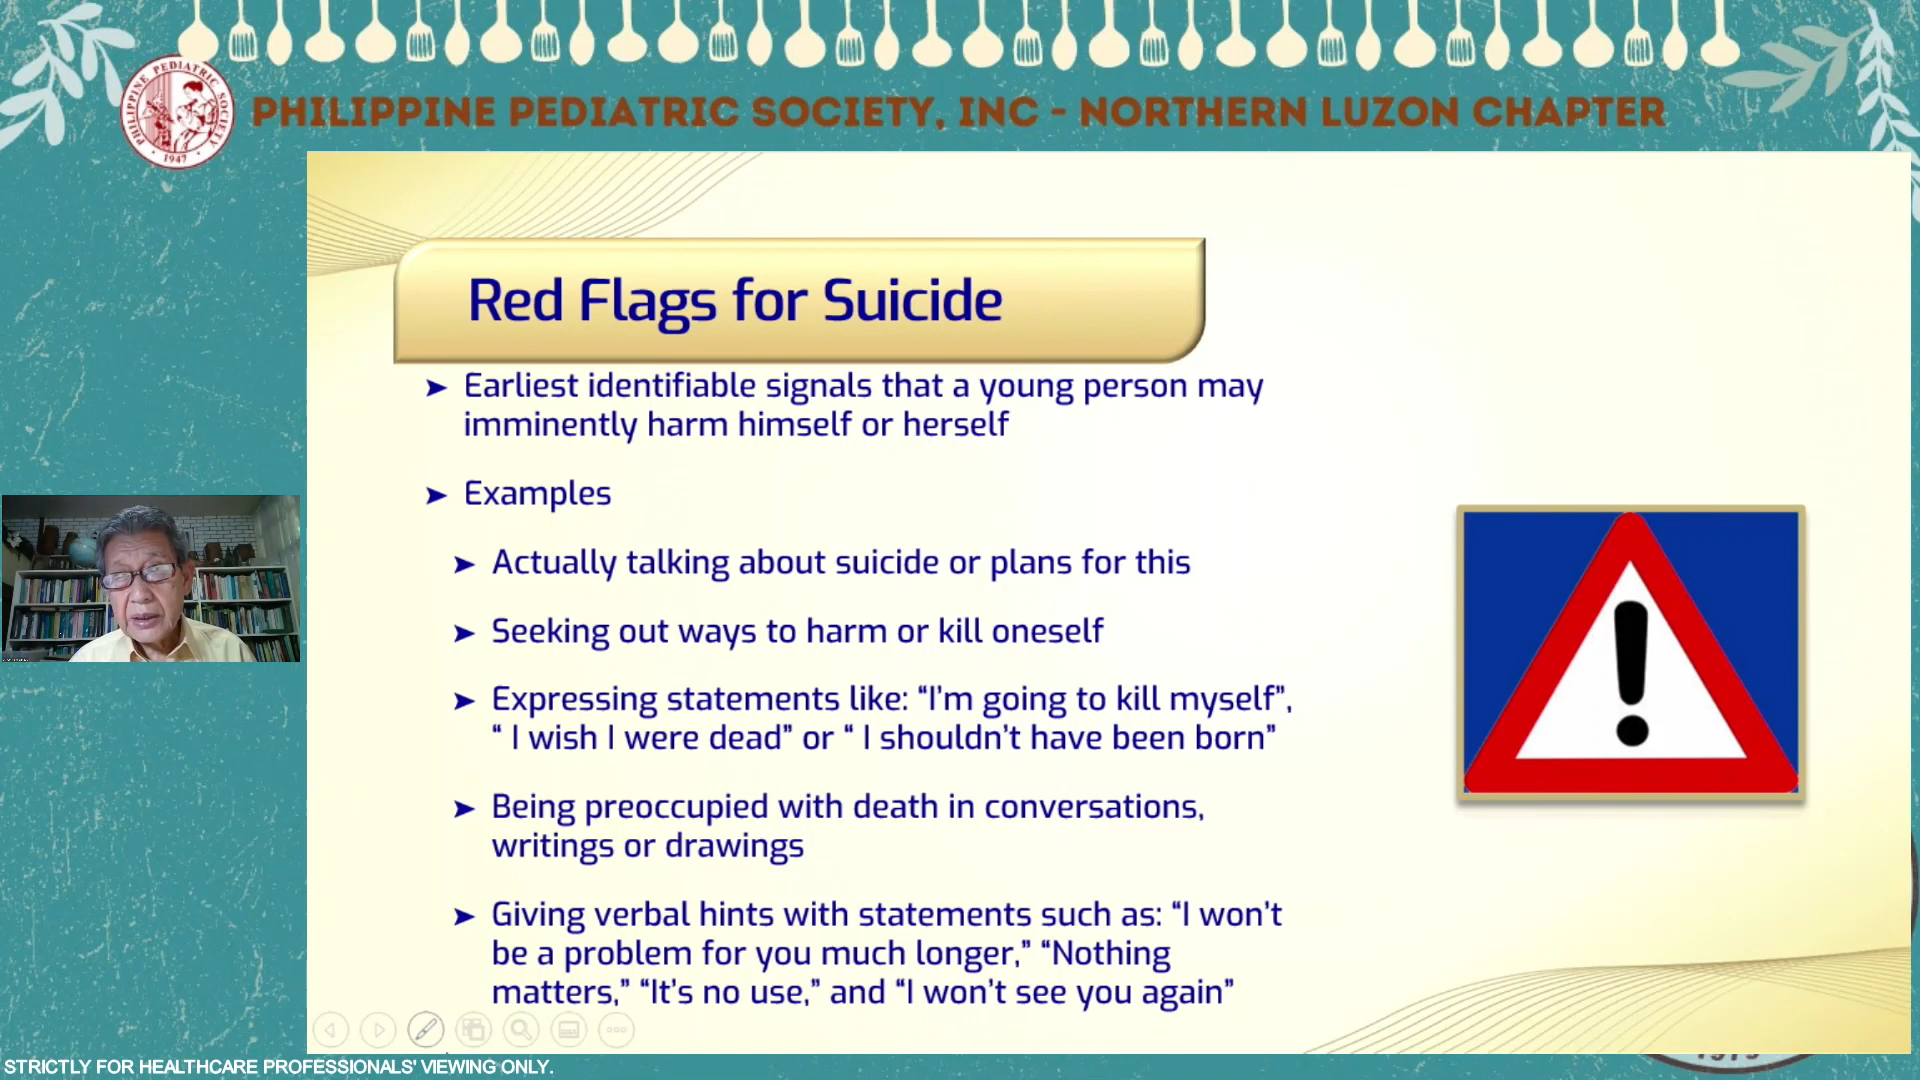 PHILIPPINE PEDIATRIC SOCIETY
1947
PHILIPPINE PEDIATRIC SOCIETY, INC - NORTHERN LUZON CHAPTER
Red Flags for Suicide
➤ Earliest identifiable signals that a young person may
imminently harm himself or herself
➤ Examples
➤ Actually talking about suicide or plans for this
➤ Seeking out ways to harm or kill oneself
➤ Expressing statements like: “I’m going to kill myself”,
“ I wish I were dead” or “ I shouldn’t have been born”
➤ Being preoccupied with death in conversations,
writings or drawings
➤ Giving verbal hints with statements such as: “I won’t
be a problem for you much longer,” “Nothing
matters,” “It’s no use,” and “I won’t see you again”
STRICTLY FOR HEALTHCARE PROFESSIONALS' VIEWING ONLY.